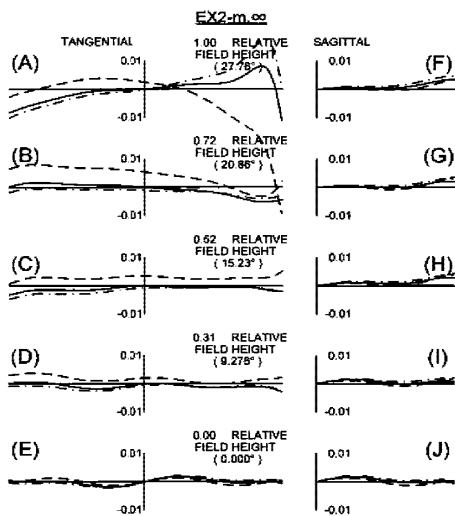 EX2-m.∞
TANGENTIAL
1.00 RELATIVE
FIELD HEIGHT
( 27.78° )
SAGITTAL
(A)
0.01
-0.01
0.01
-0.01
(F)
(B)
0.01
-0.01
0.72 RELATIVE
FIELD HEIGHT
( 20.86° )
0.01
-0.01
(G)
(C)
0.01
-0.01
0.52 RELATIVE
FIELD HEIGHT
( 15.23° )
0.01
-0.01
(H)
(D)
0.01
-0.01
0.31 RELATIVE
FIELD HEIGHT
( 9.278° )
0.01
-0.01
(I)
(E)
0.01
-0.01
0.00 RELATIVE
FIELD HEIGHT
( 0.000° )
0.01
-0.01
(J)